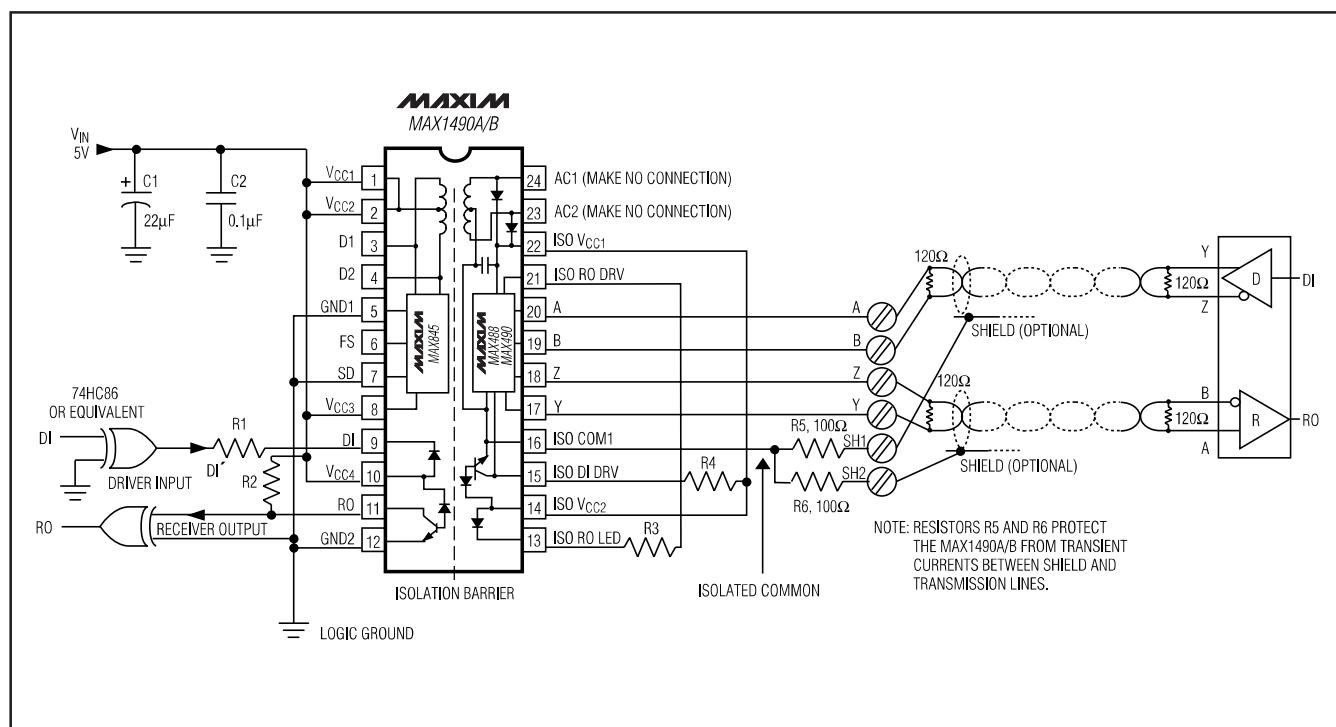 MAXIM
MAX1490A/B
VIN
5V
+
C1
22µF
C2
0.1µF
VCC1
VCC2
D1
D2
GND1
FS
SD
VCC3
DI
VCC4
RO
GND2
1
2
3
4
5
6
7
8
9
10
11
12
MAXIM
MAX845
MAXIM
MAX488
MAX490
24
23
22
21
20
19
18
17
16
15
14
13
AC1 (MAKE NO CONNECTION)
AC2 (MAKE NO CONNECTION)
ISO VCC1
ISO RO DRV
A
B
Z
Y
ISO COM1
ISO DI DRV
ISO VCC2
ISO RO LED
ISOLATION BARRIER
74HC86
OR EQUIVALENT
DI
R1
DI´
DRIVER INPUT
R2
RO
RECEIVER OUTPUT
LOGIC GROUND
R3
R4
ISOLATED COMMON
R5, 100Ω
R6, 100Ω
A
B
Z
Y
SH1
SH2
120Ω
SHIELD (OPTIONAL)
120Ω
SHIELD (OPTIONAL)
120Ω
120Ω
Y
Z
D
DI
B
A
R
RO
NOTE: RESISTORS R5 AND R6 PROTECT
THE MAX1490A/B FROM TRANSIENT
CURRENTS BETWEEN SHIELD AND
TRANSMISSION LINES.